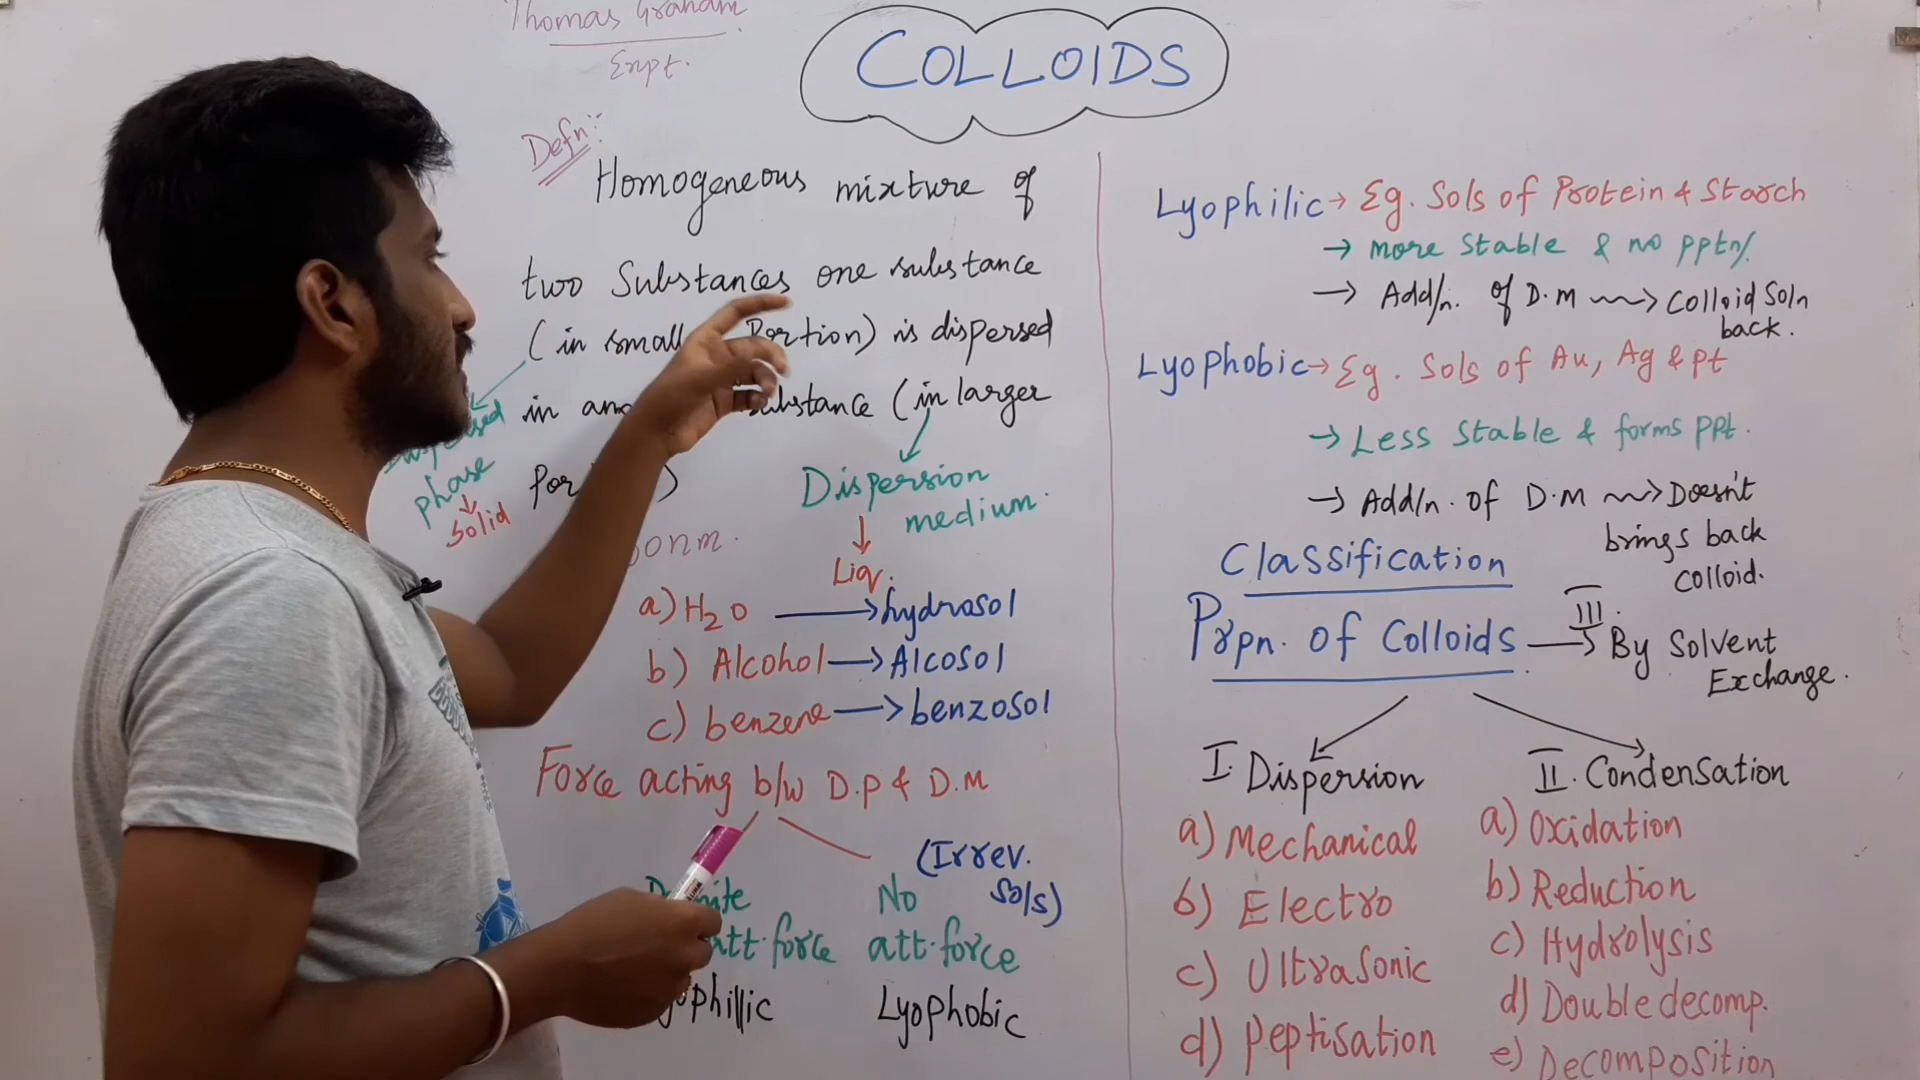 Thomas Graham
Expt.
COLLOIDS
Defn:-
Homogeneous mixture of
two Substances one substance
(in small Portion) is dispersed
in substance (in larger
phase
Solid
Dispersion
medium.
Liq.
a) H2O → hydrosol
b) Alcohol → Alcosol
c) benzene → benzosol
Force acting b/w D.P & D.M
att.force
No
att.force
(Irrev.
Sols)
Lyophobic
Lyophilic → Eg. Sols of Protein & Starch
→ more Stable & no pptn/.
→ Add/n. of D.M → Colloid Soln
back.
Lyophobic → Eg. Sols of Au, Ag & Pt
→ Less Stable & forms ppt.
→ Add/n. of D.M → Doesn't
brings back
colloid.
Classification
Prpn. of Colloids → III. By Solvent
Exchange.
I. Dispersion
a) Mechanical
b) Electro
c) Ultrasonic
d) Peptisation
II. Condensation
a) Oxidation
b) Reduction
c) Hydrolysis
d) Double decomp.
e) Decomposition